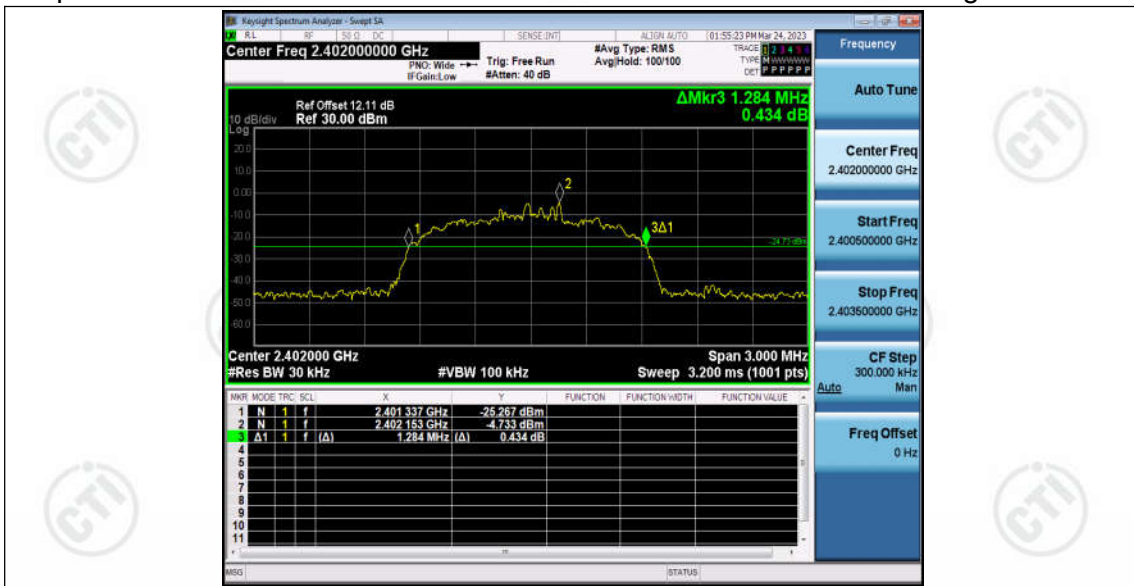 Keysight Spectrum Analyzer - Swept SA
RL RF 50 Ω DC SENSE:INT ALIGN AUTO 01:55:23 PM Mar 24, 2023
Center Freq 2.402000000 GHz
PNO: Wide
IFGain:Low
Trig: Free Run
#Atten: 40 dB
#Avg Type: RMS
Avg|Hold: 100/100
TRACE 1 2 3 4 5 6
TYPE M WWWWW
DET P P P P P P
Frequency
Auto Tune
Center Freq
2.402000000 GHz
Start Freq
2.400500000 GHz
Stop Freq
2.403500000 GHz
CF Step
300.000 kHz
Auto Man
Freq Offset
0 Hz
Ref Offset 12.11 dB
10 dB/div Ref 30.00 dBm
Log
ΔMkr3 1.284 MHz
0.434 dB
20.0
10.0
0.00
-10.0
-20.0
-30.0
-40.0
-50.0
-60.0
1
2
3Δ1
-24.73 dBm
Center 2.402000 GHz Span 3.000 MHz
#Res BW 30 kHz #VBW 100 kHz Sweep 3.200 ms (1001 pts)
MKR MODE TRC SCL X Y FUNCTION FUNCTION WIDTH FUNCTION VALUE
1 N 1 f 2.401 337 GHz -25.267 dBm
2 N 1 f 2.402 153 GHz -4.733 dBm
3 Δ1 1 f (Δ) 1.284 MHz (Δ) 0.434 dB
4
5
6
7
8
9
10
11
MSG STATUS
CTI
CTI
CTI
CTI